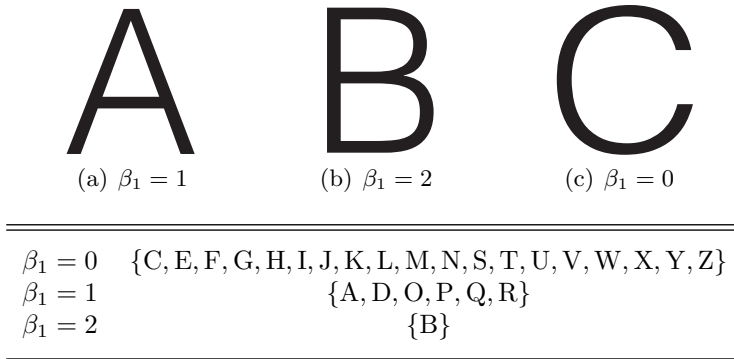 A B C
(a) β₁ = 1 (b) β₁ = 2 (c) β₁ = 0
β₁ = 0 {C, E, F, G, H, I, J, K, L, M, N, S, T, U, V, W, X, Y, Z}
β₁ = 1 {A, D, O, P, Q, R}
β₁ = 2 {B}